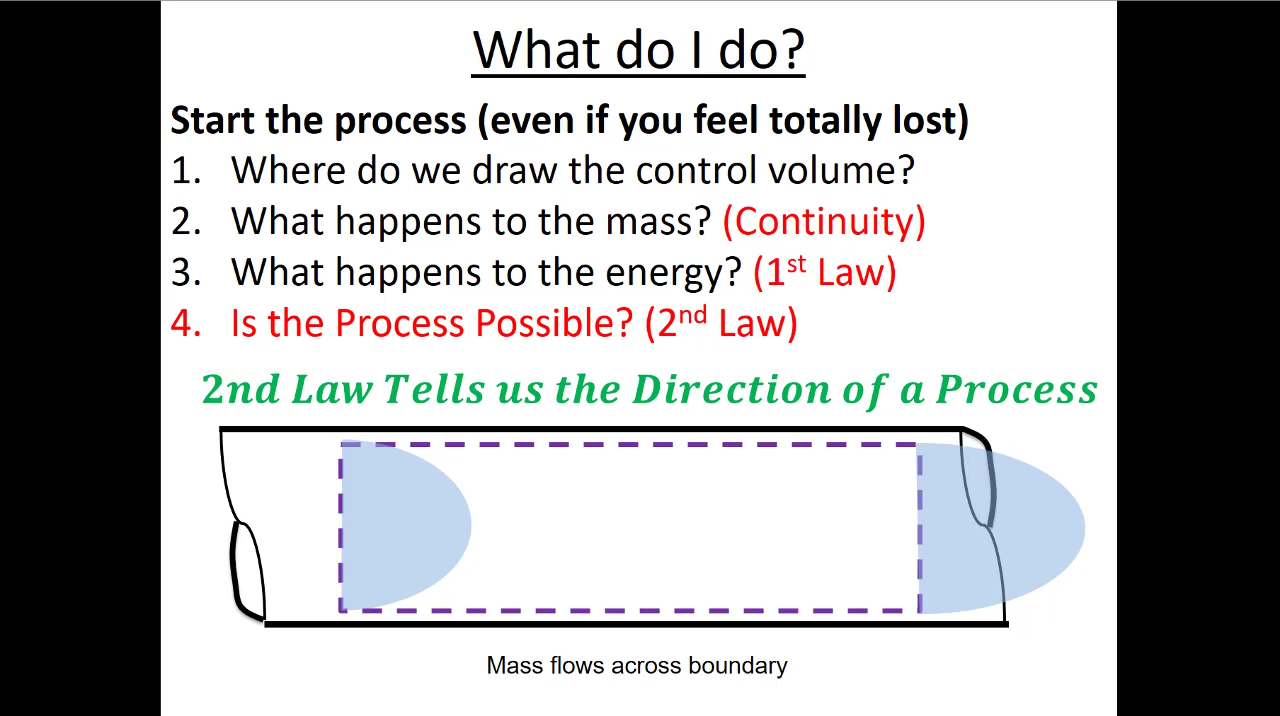 What do I do?
Start the process (even if you feel totally lost)
1. Where do we draw the control volume?
2. What happens to the mass? (Continuity)
3. What happens to the energy? (1st Law)
4. Is the Process Possible? (2nd Law)
2nd Law Tells us the Direction of a Process
Mass flows across boundary